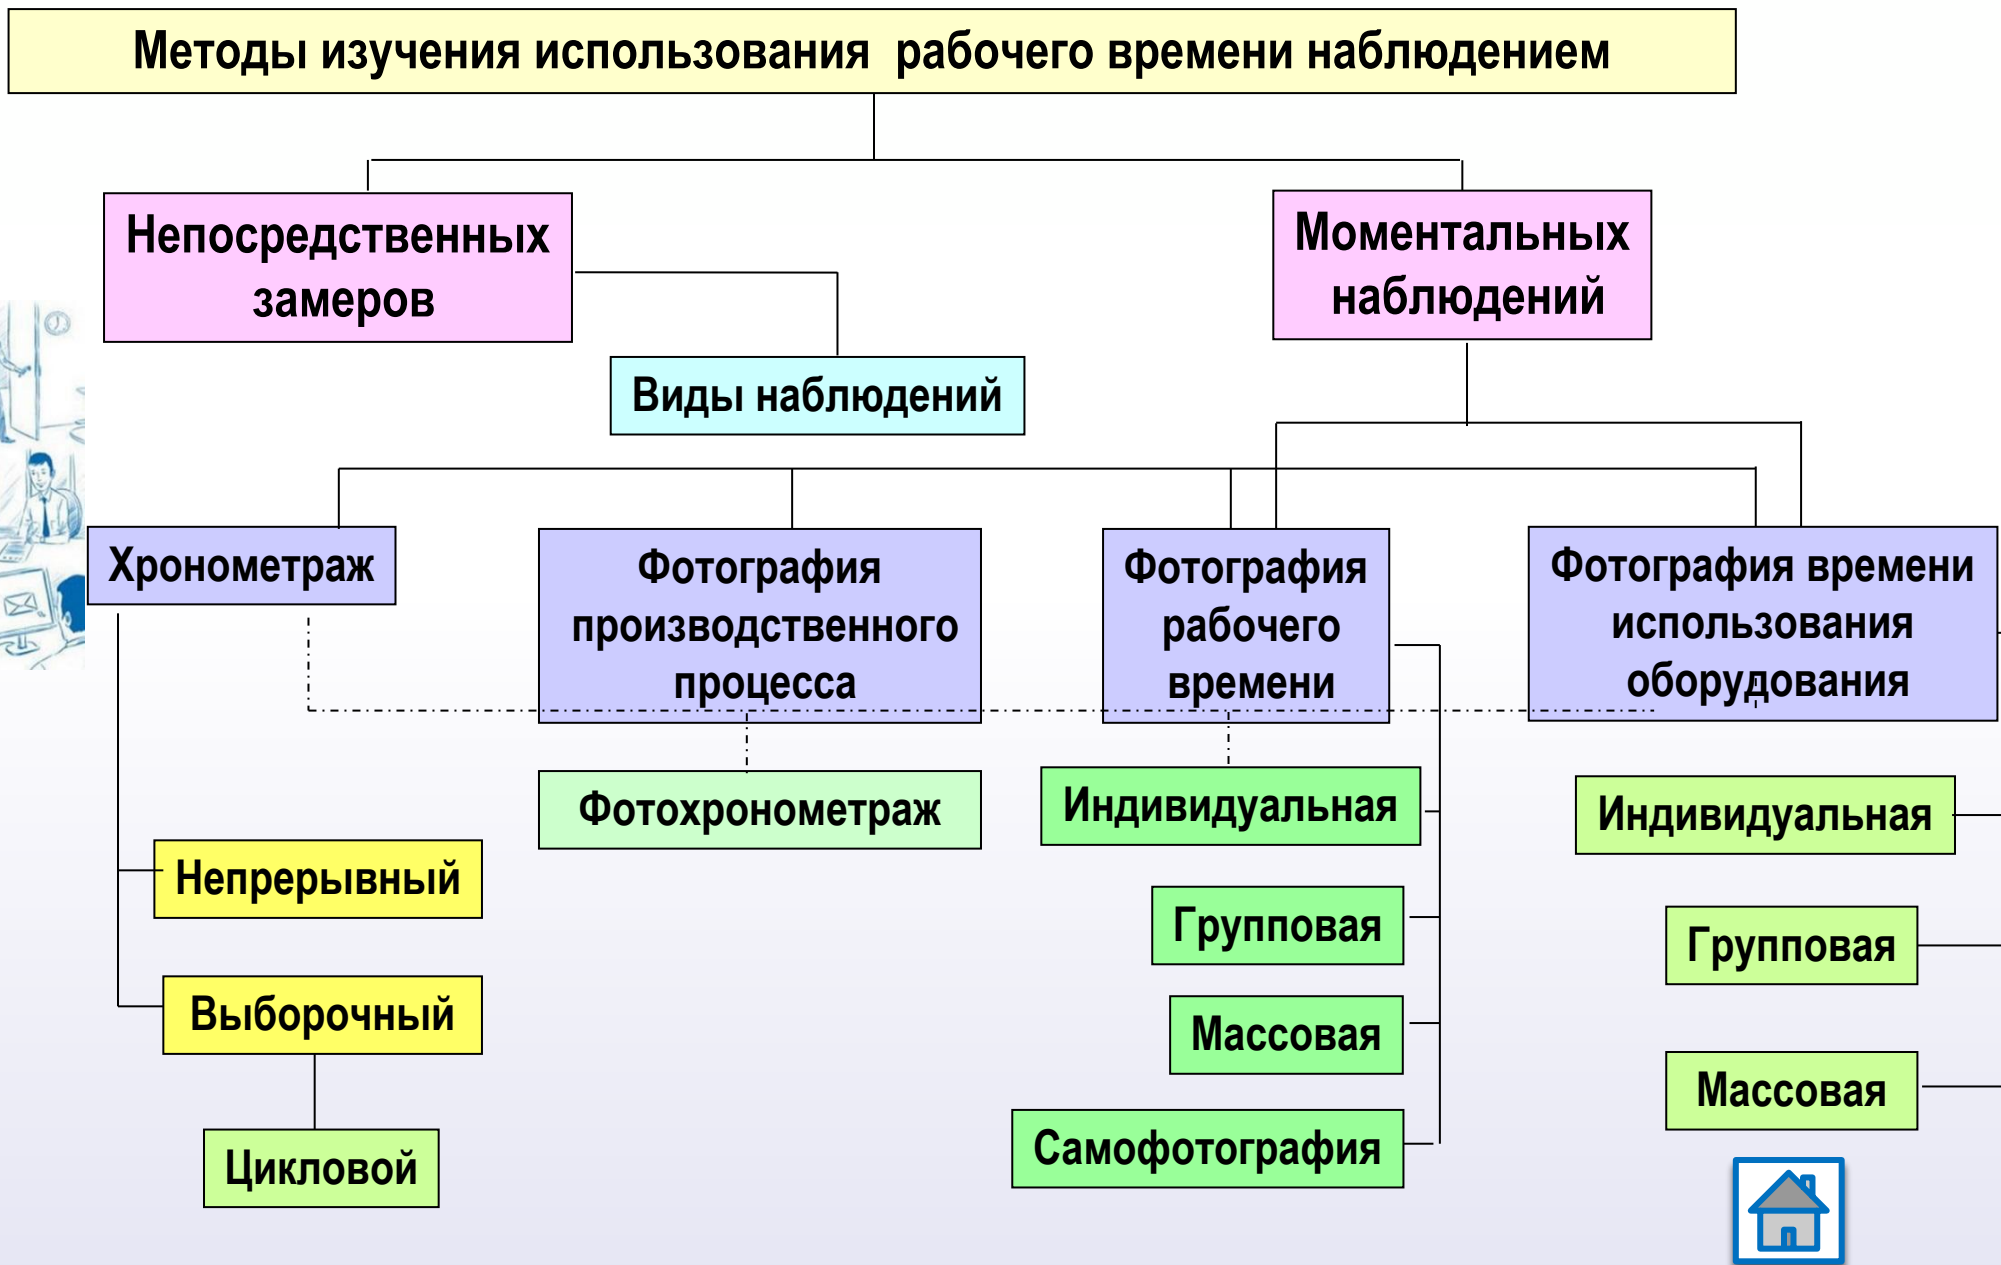 Методы изучения использования рабочего времени наблюдением
Непосредственных
замеров
Моментальных
наблюдений
Виды наблюдений
Хронометраж
Фотография
производственного
процесса
Фотография
рабочего
времени
Фотография времени
использования
оборудования
Фотохронометраж
Индивидуальная
Индивидуальная
Непрерывный
Групповая
Групповая
Выборочный
Массовая
Массовая
Цикловой
Самофотография